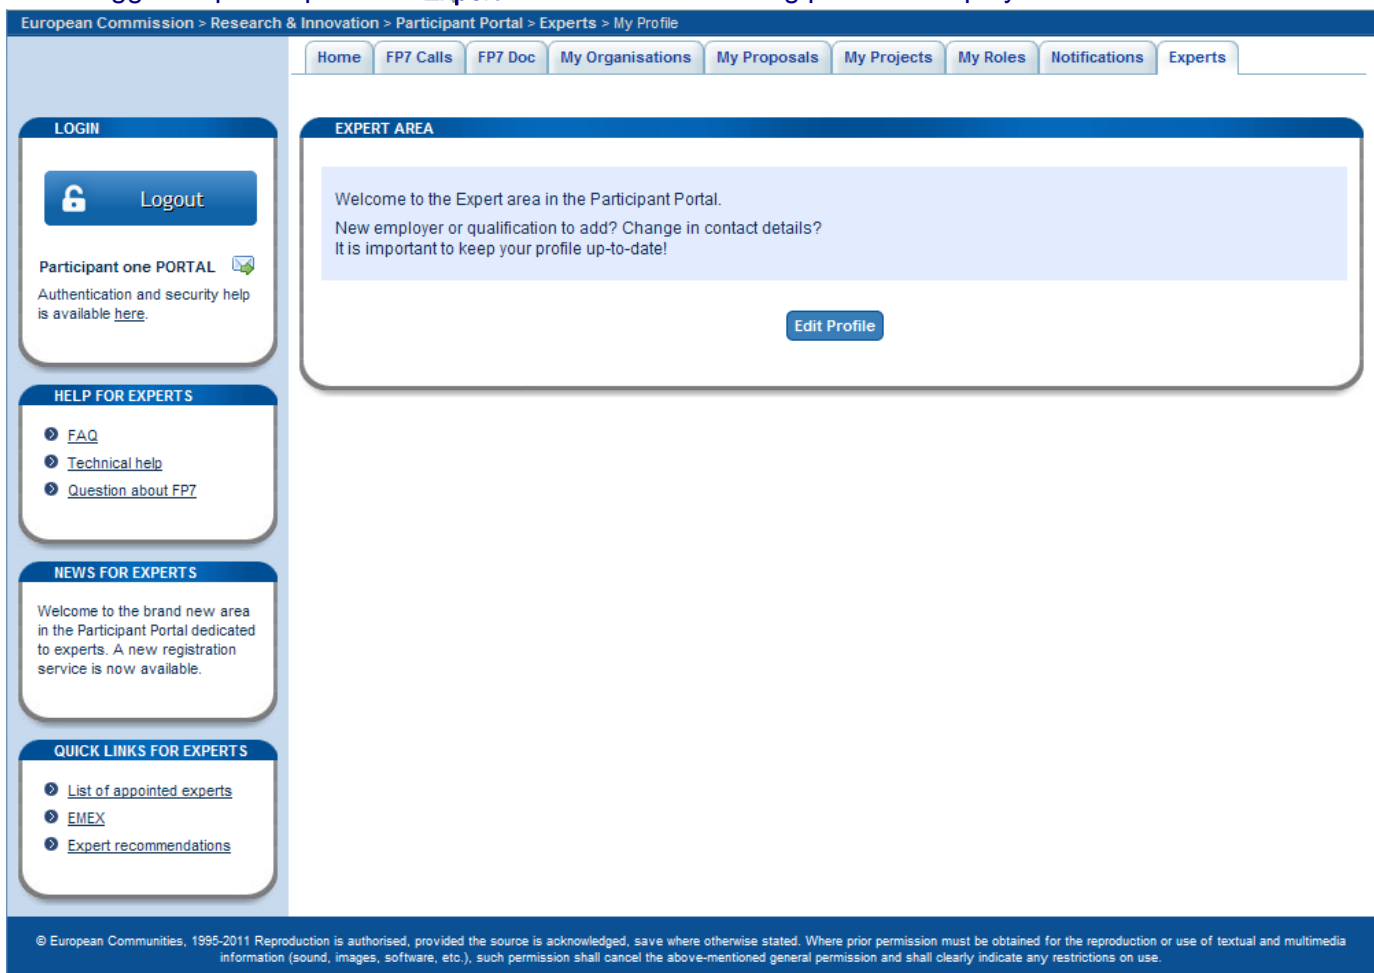 European Commission > Research & Innovation > Participant Portal > Experts > My Profile
Home FP7 Calls FP7 Doc My Organisations My Proposals My Projects My Roles Notifications Experts
LOGIN
Logout
Participant one PORTAL
Authentication and security help
is available here.
EXPERT AREA
Welcome to the Expert area in the Participant Portal.
New employer or qualification to add? Change in contact details?
It is important to keep your profile up-to-date!
Edit Profile
HELP FOR EXPERTS
FAQ
Technical help
Question about FP7
NEWS FOR EXPERTS
Welcome to the brand new area
in the Participant Portal dedicated
to experts. A new registration
service is now available.
QUICK LINKS FOR EXPERTS
List of appointed experts
EMEX
Expert recommendations
© European Communities, 1995-2011 Reproduction is authorised, provided the source is acknowledged, save where otherwise stated. Where prior permission must be obtained for the reproduction or use of textual and multimedia
information (sound, images, software, etc.), such permission shall cancel the above-mentioned general permission and shall clearly indicate any restrictions on use.